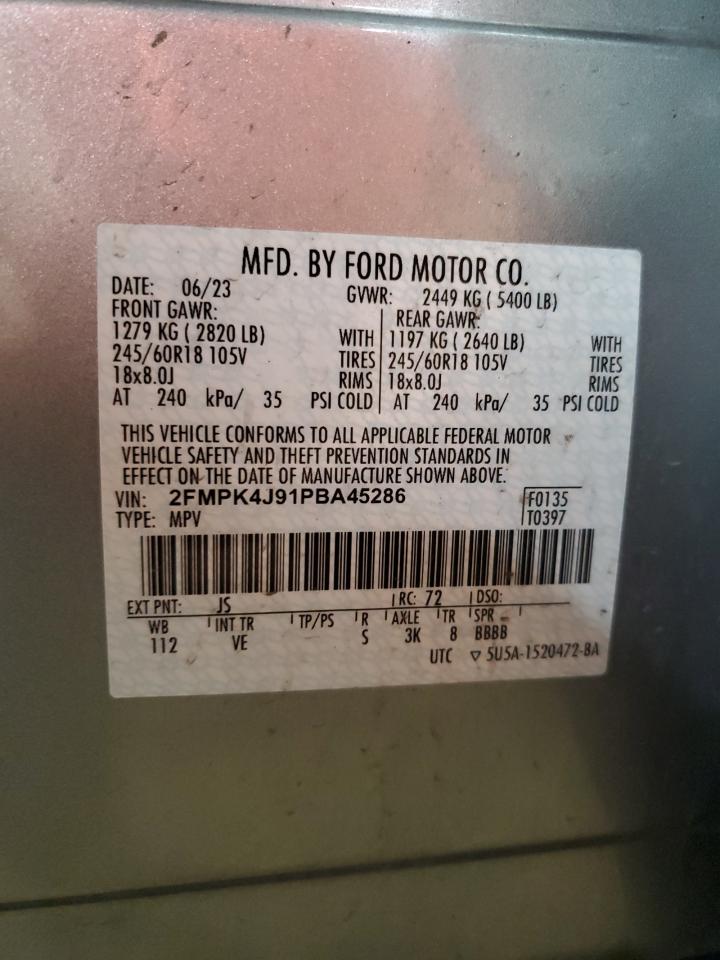 MFD. BY FORD MOTOR CO.
DATE: 06/23 GVWR: 2449 KG ( 5400 LB)
FRONT GAWR: REAR GAWR:
1279 KG ( 2820 LB) WITH 1197 KG ( 2640 LB) WITH
245/60R18 105V TIRES 245/60R18 105V TIRES
18x8.0J RIMS 18x8.0J RIMS
AT 240 kPa/ 35 PSI COLD AT 240 kPa/ 35 PSI COLD
THIS VEHICLE CONFORMS TO ALL APPLICABLE FEDERAL MOTOR
VEHICLE SAFETY AND THEFT PREVENTION STANDARDS IN
EFFECT ON THE DATE OF MANUFACTURE SHOWN ABOVE.
VIN: 2FMPK4J91PBA45286 F0135
TYPE: MPV T0397
EXT PNT: JS RC: 72 DSO:
WB INT TR TP/PS R AXLE TR SPR
112 VE S 3K 8 BBBB
UTC ▽ 5U5A-1520472-BA